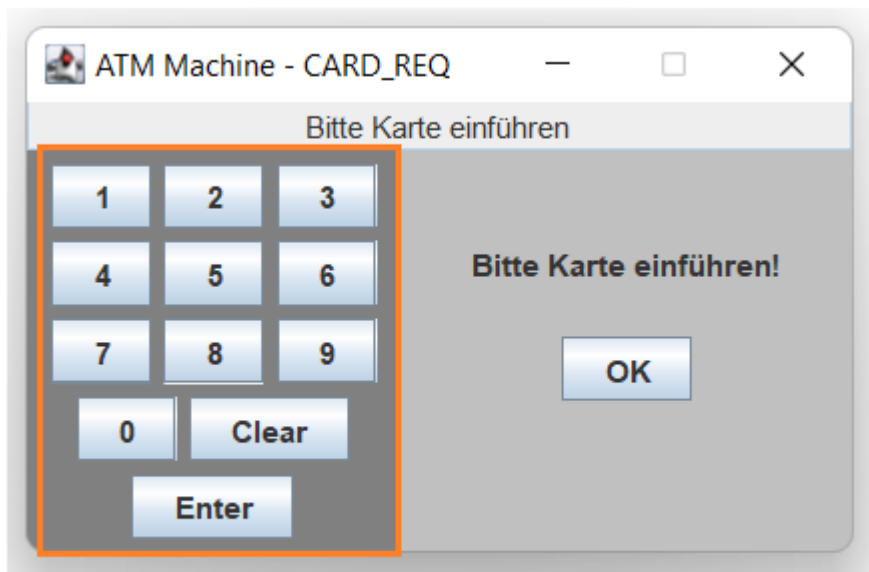 ATM Machine - CARD_REQ
Bitte Karte einführen
1 2 3
4 5 6
7 8 9
0 Clear
Enter
Bitte Karte einführen!
OK